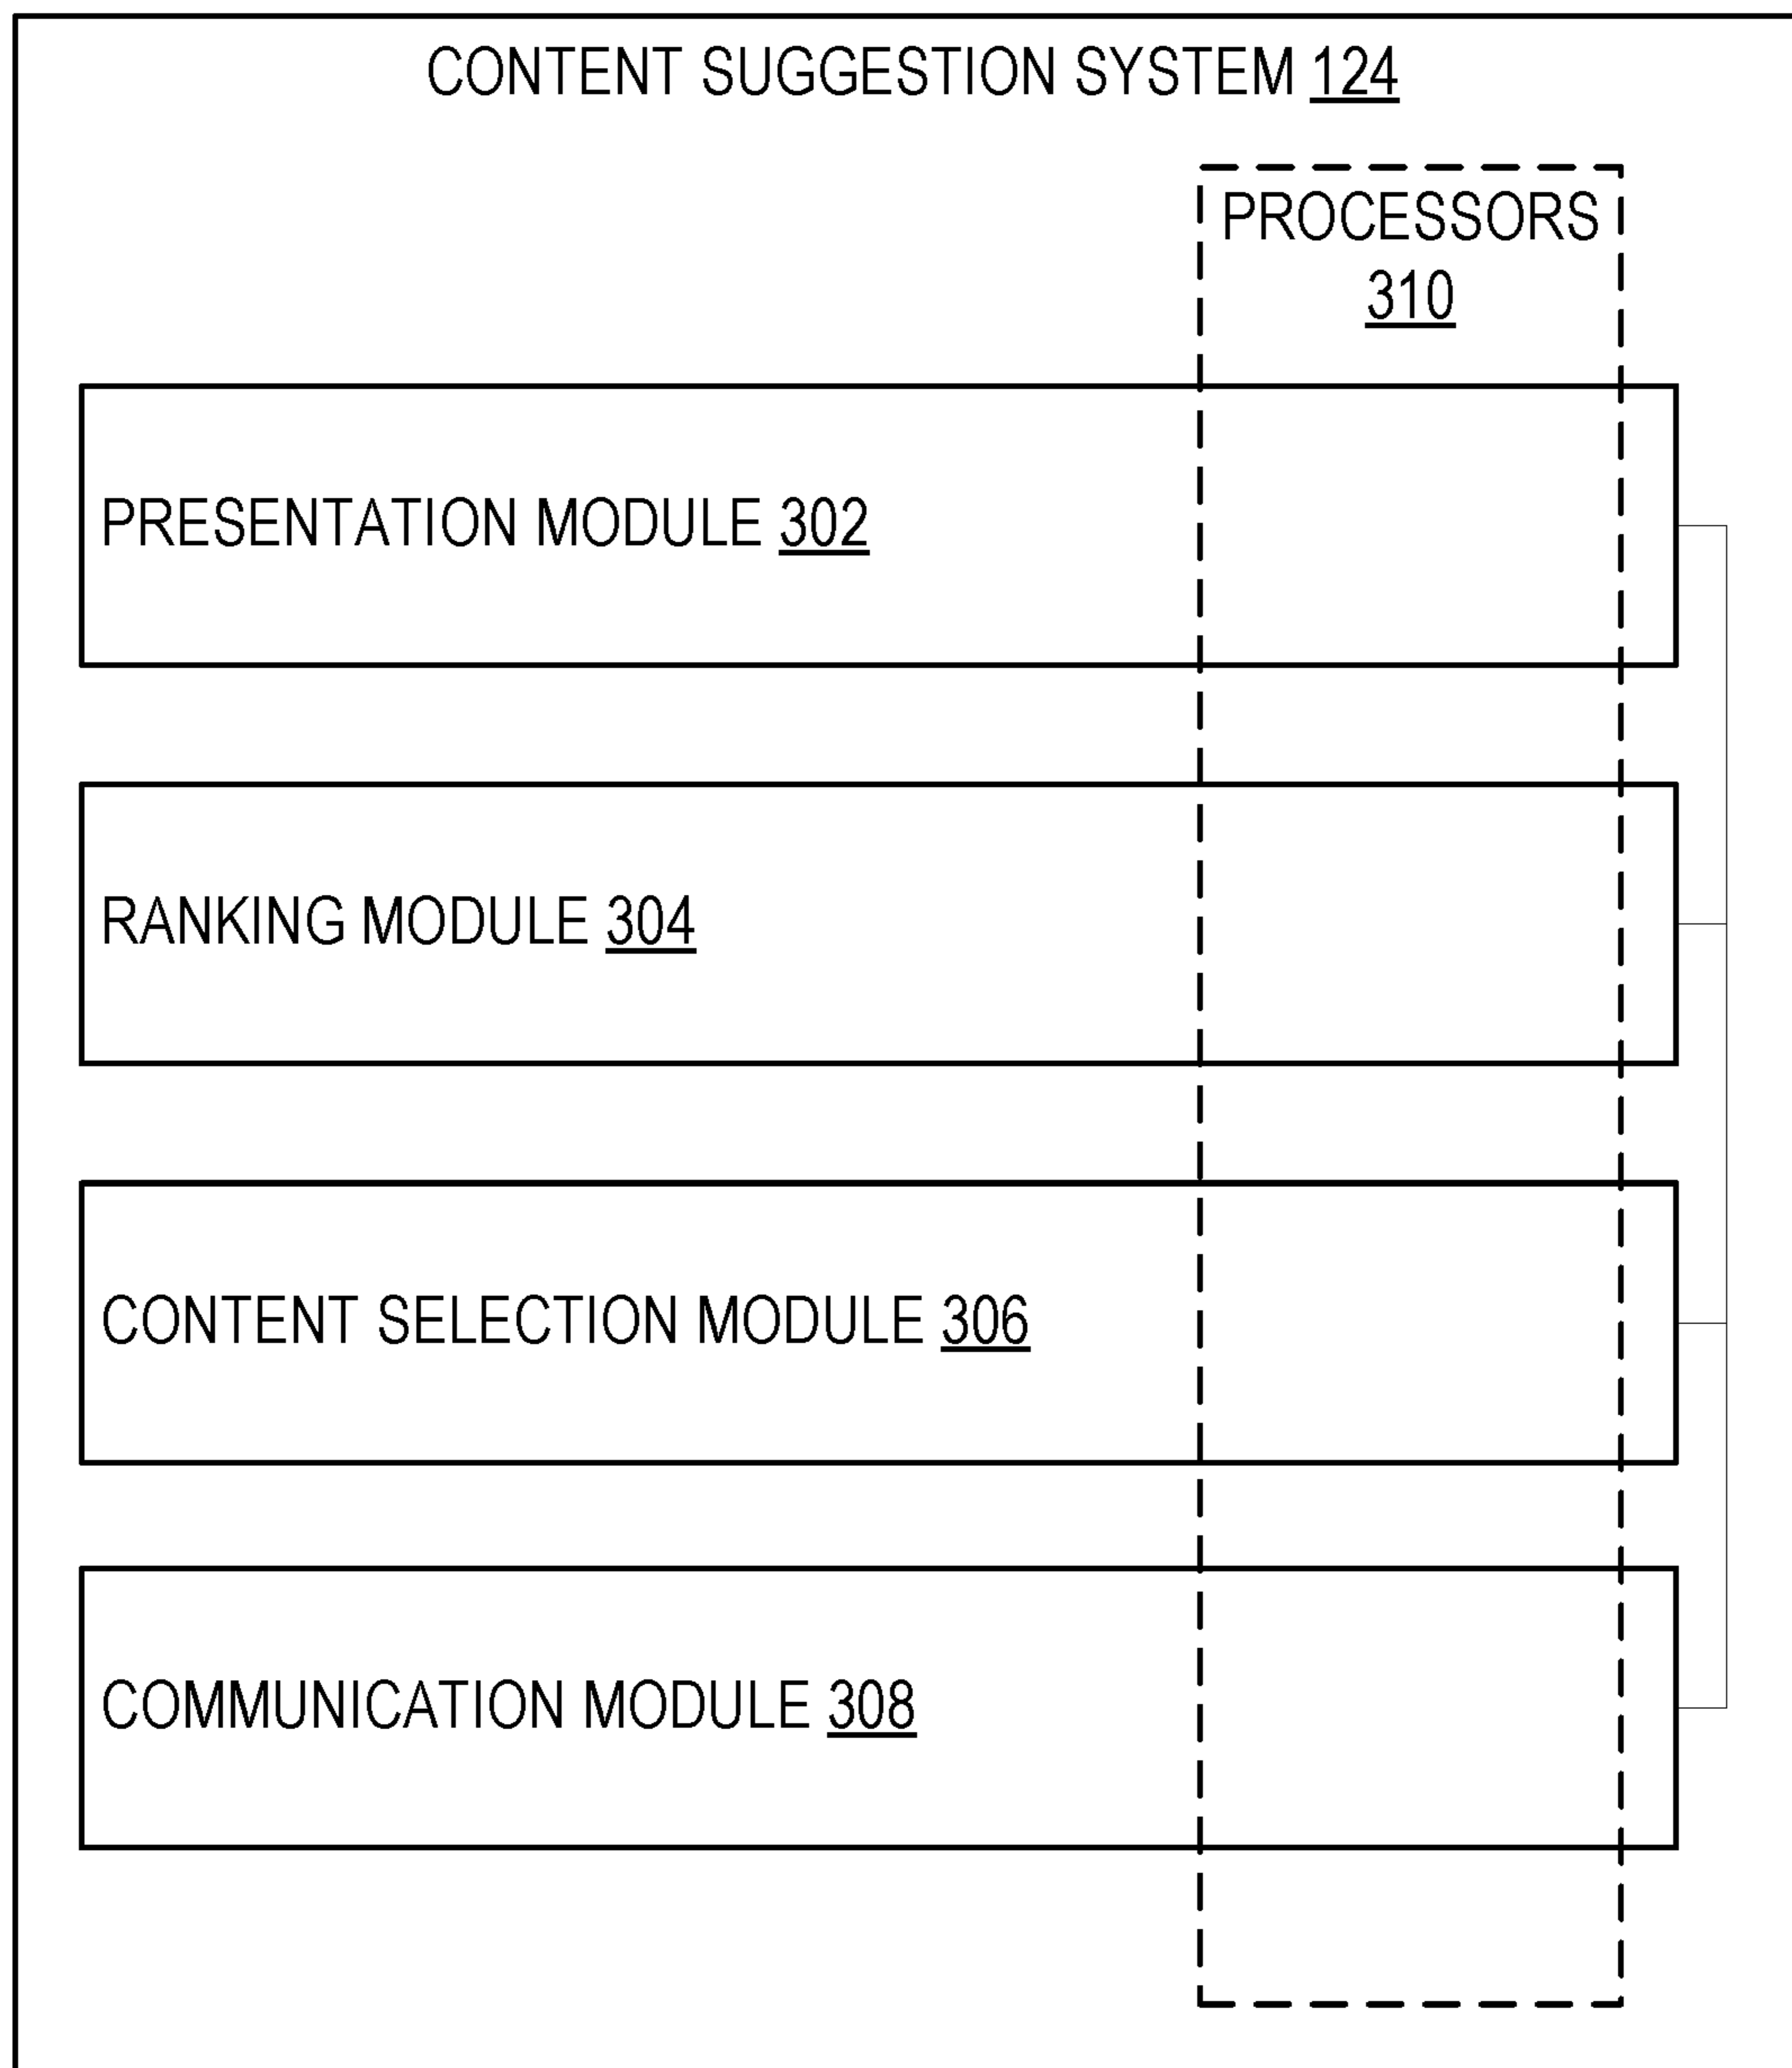 CONTENT SUGGESTION SYSTEM 124
PROCESSORS
310
PRESENTATION MODULE 302
RANKING MODULE 304
CONTENT SELECTION MODULE 306
COMMUNICATION MODULE 308